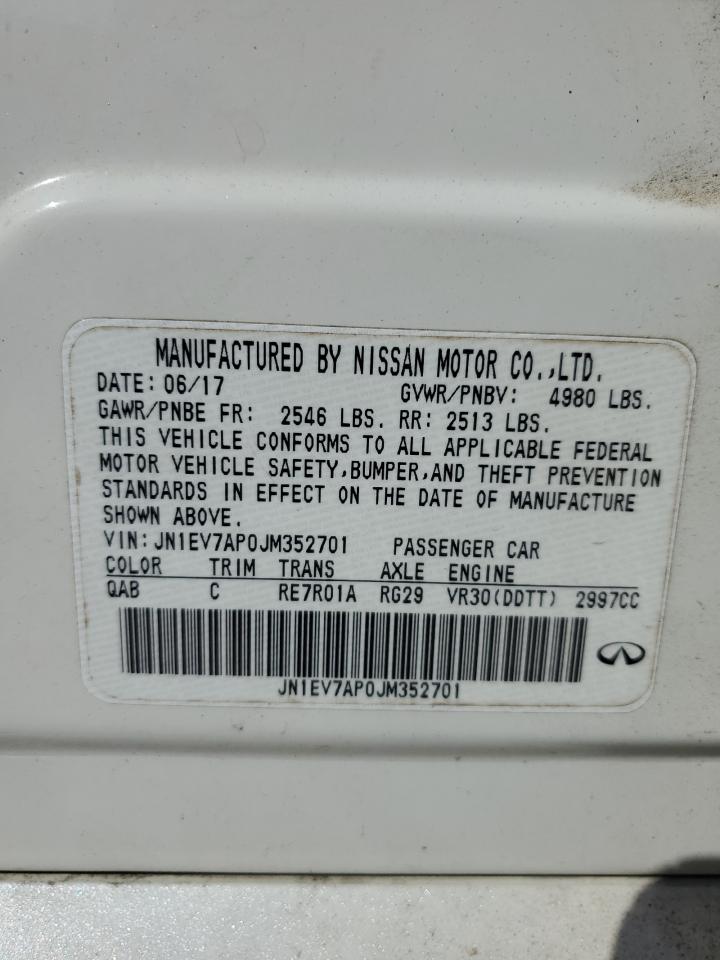 MANUFACTURED BY NISSAN MOTOR CO.,LTD.
DATE: 06/17 GVWR/PNBV: 4980 LBS.
GAWR/PNBE FR: 2546 LBS. RR: 2513 LBS.
THIS VEHICLE CONFORMS TO ALL APPLICABLE FEDERAL
MOTOR VEHICLE SAFETY,BUMPER,AND THEFT PREVENTION
STANDARDS IN EFFECT ON THE DATE OF MANUFACTURE
SHOWN ABOVE.
VIN: JN1EV7AP0JM352701 PASSENGER CAR
COLOR TRIM TRANS AXLE ENGINE
QAB C RE7R01A RG29 VR30(DDTT) 2997CC
JN1EV7AP0JM352701